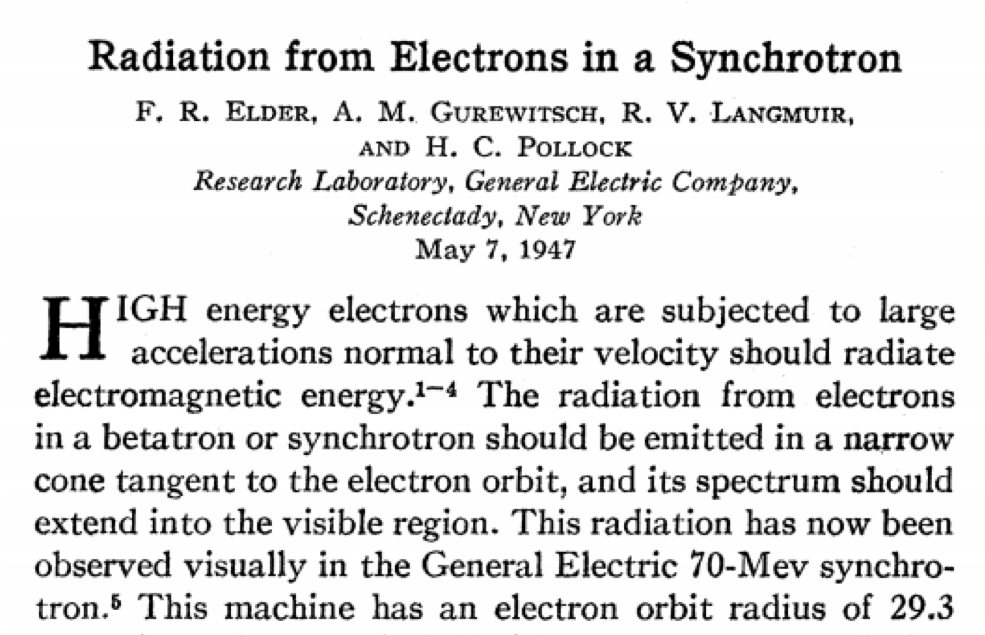 Radiation from Electrons in a Synchrotron
F. R. ELDER, A. M. GUREWITSCH, R. V. LANGMUIR,
AND H. C. POLLOCK
Research Laboratory, General Electric Company,
Schenectady, New York
May 7, 1947
HIGH energy electrons which are subjected to large
accelerations normal to their velocity should radiate
electromagnetic energy.¹⁻⁴ The radiation from electrons
in a betatron or synchrotron should be emitted in a narrow
cone tangent to the electron orbit, and its spectrum should
extend into the visible region. This radiation has now been
observed visually in the General Electric 70-Mev synchro-
tron.⁵ This machine has an electron orbit radius of 29.3